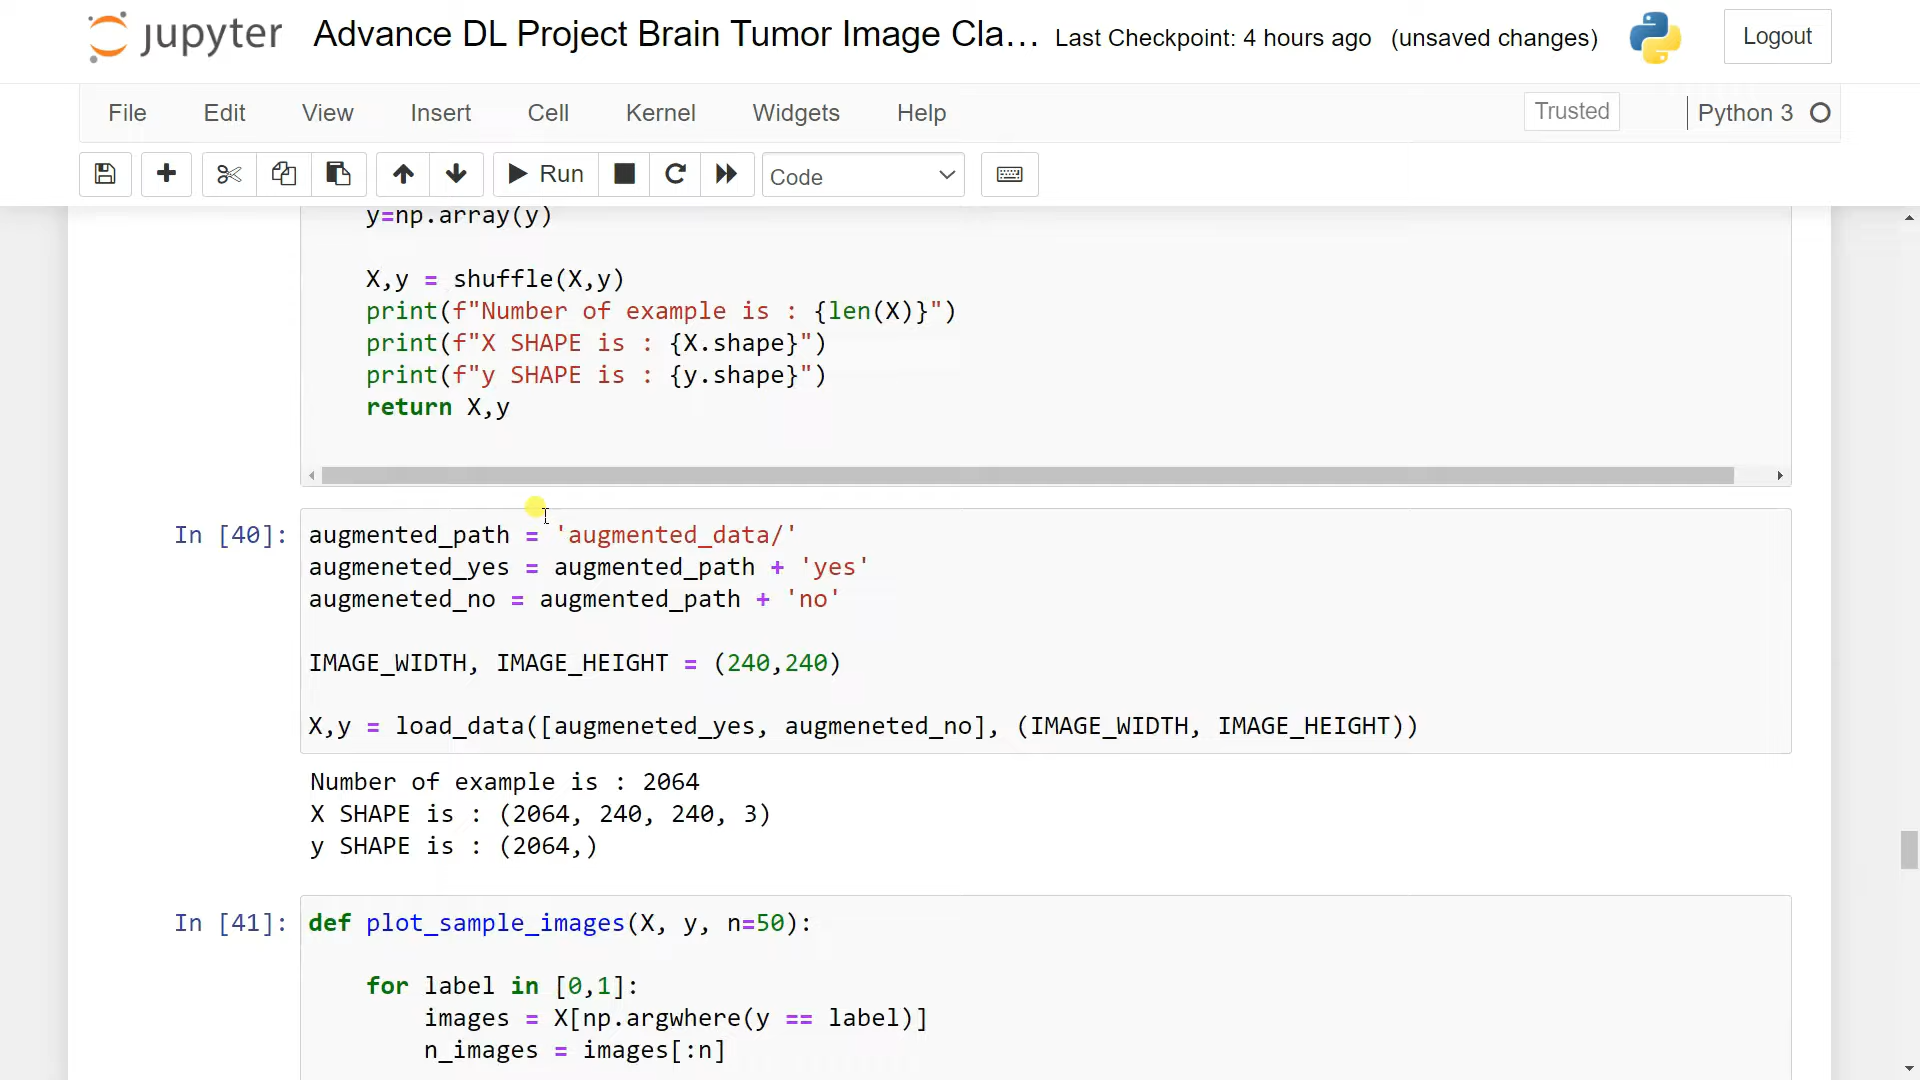 jupyter Advance DL Project Brain Tumor Image Cla... Last Checkpoint: 4 hours ago (unsaved changes) Logout
File Edit View Insert Cell Kernel Widgets Help Trusted Python 3
Run Code
y=np.array(y)
X,y = shuffle(X,y)
print(f"Number of example is : {len(X)}")
print(f"X SHAPE is : {X.shape}")
print(f"y SHAPE is : {y.shape}")
return X,y
In [40]: augmented_path = 'augmented_data/'
augmeneted_yes = augmented_path + 'yes'
augmeneted_no = augmented_path + 'no'
IMAGE_WIDTH, IMAGE_HEIGHT = (240,240)
X,y = load_data([augmeneted_yes, augmeneted_no], (IMAGE_WIDTH, IMAGE_HEIGHT))
Number of example is : 2064
X SHAPE is : (2064, 240, 240, 3)
y SHAPE is : (2064,)
In [41]: def plot_sample_images(X, y, n=50):
for label in [0,1]:
images = X[np.argwhere(y == label)]
n_images = images[:n]